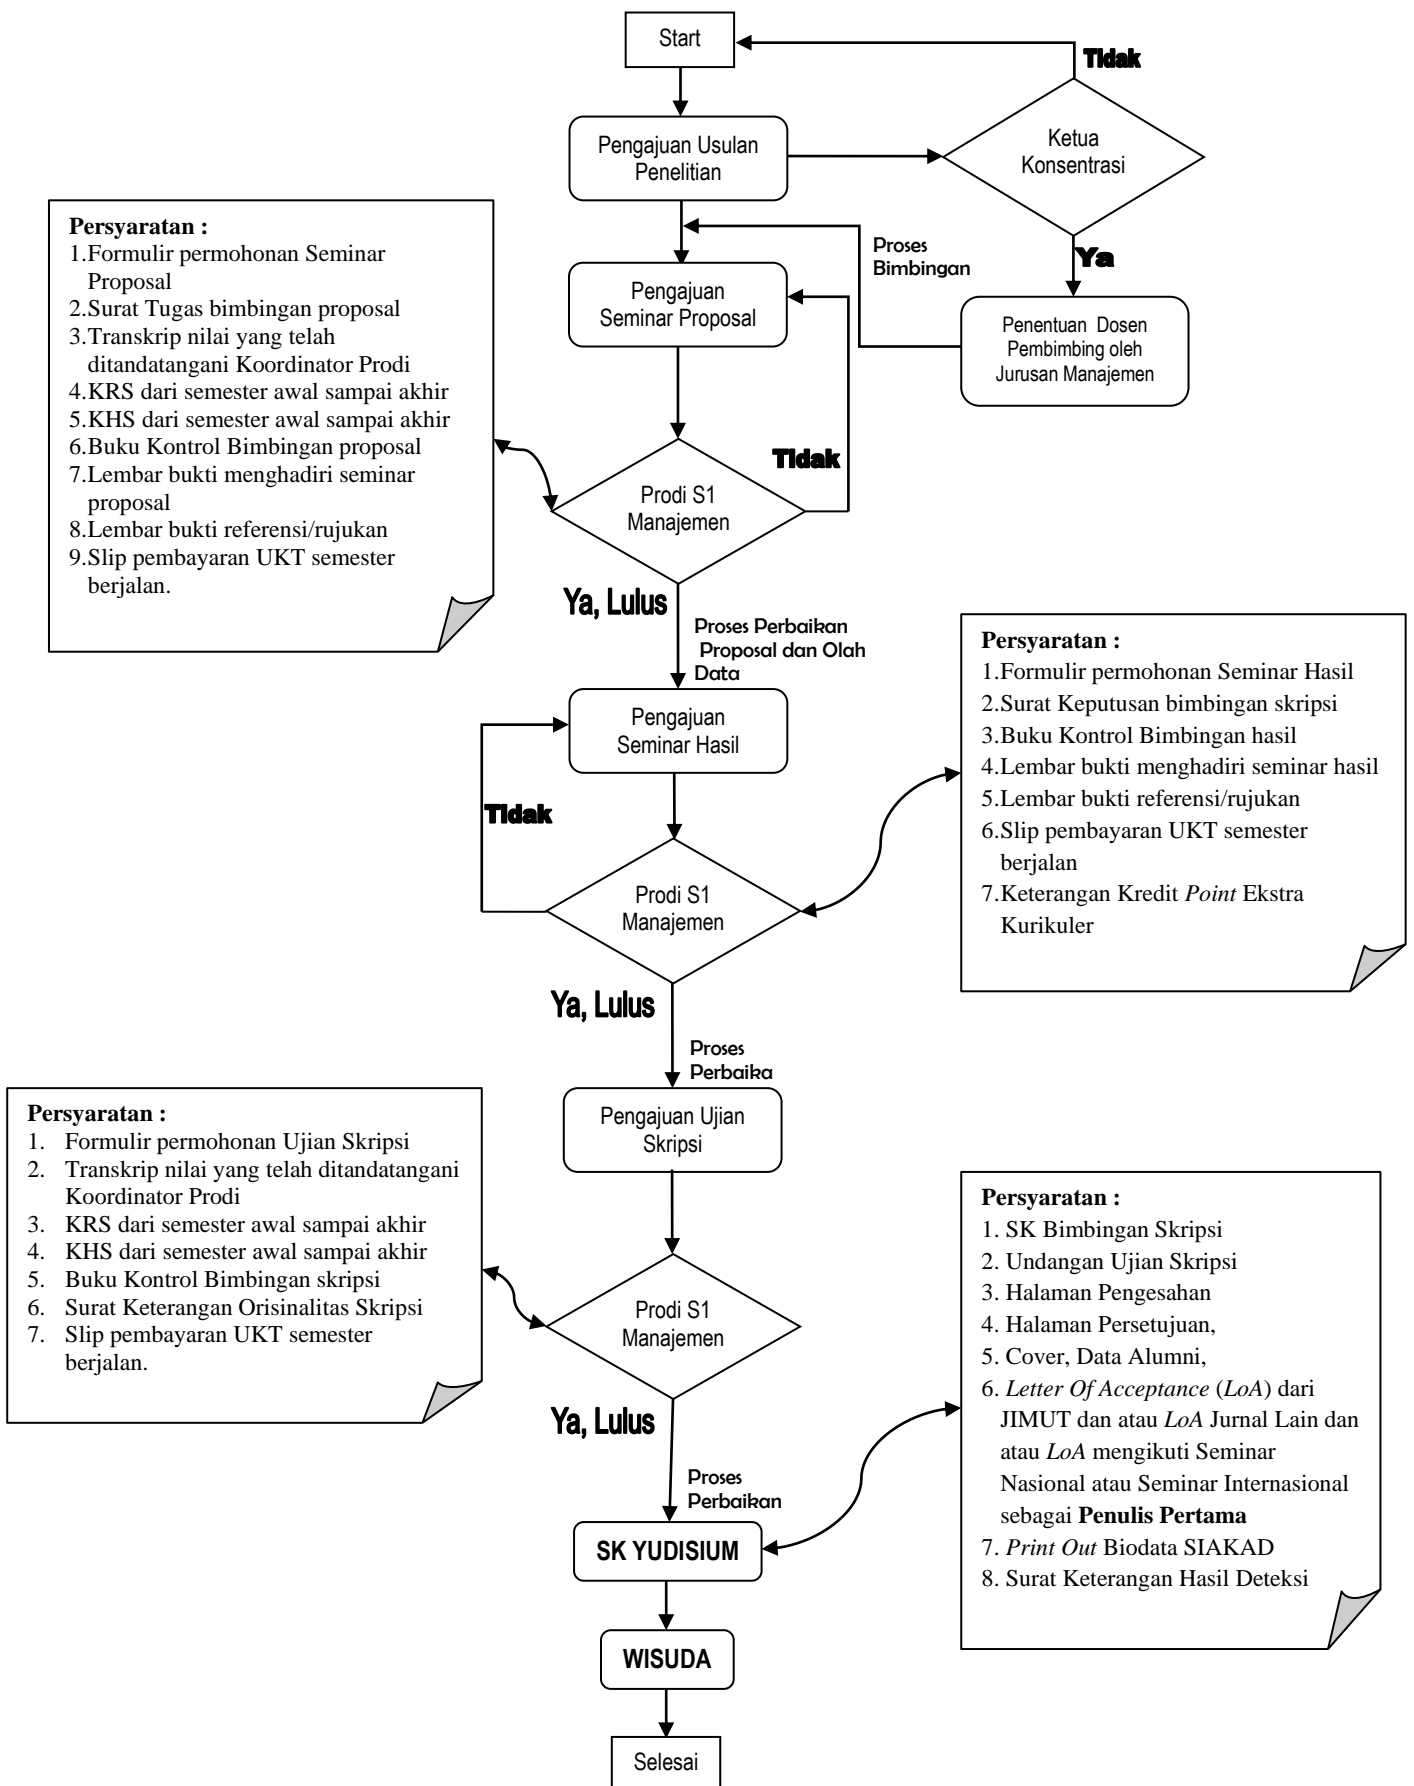 Start
Tidak
Pengajuan Usulan
Penelitian
Ketua
Konsentrasi
Ya
Proses
Bimbingan
Penentuan Dosen
Pembimbing oleh
Jurusan Manajemen
Pengajuan
Seminar Proposal
Persyaratan :
1.Formulir permohonan Seminar
Proposal
2.Surat Tugas bimbingan proposal
3.Transkrip nilai yang telah
ditandatangani Koordinator Prodi
4.KRS dari semester awal sampai akhir
5.KHS dari semester awal sampai akhir
6.Buku Kontrol Bimbingan proposal
7.Lembar bukti menghadiri seminar
proposal
8.Lembar bukti referensi/rujukan
9.Slip pembayaran UKT semester
berjalan.
Tidak
Prodi S1
Manajemen
Ya, Lulus
Proses Perbaikan
Proposal dan Olah
Data
Pengajuan
Seminar Hasil
Tidak
Prodi S1
Manajemen
Persyaratan :
1.Formulir permohonan Seminar Hasil
2.Surat Keputusan bimbingan skripsi
3.Buku Kontrol Bimbingan hasil
4.Lembar bukti menghadiri seminar hasil
5.Lembar bukti referensi/rujukan
6.Slip pembayaran UKT semester
berjalan
7.Keterangan Kredit Point Ekstra
Kurikuler
Ya, Lulus
Proses
Perbaika
Pengajuan Ujian
Skripsi
Persyaratan :
1. Formulir permohonan Ujian Skripsi
2. Transkrip nilai yang telah ditandatangani
Koordinator Prodi
3. KRS dari semester awal sampai akhir
4. KHS dari semester awal sampai akhir
5. Buku Kontrol Bimbingan skripsi
6. Surat Keterangan Orisinalitas Skripsi
7. Slip pembayaran UKT semester
berjalan.
Prodi S1
Manajemen
Ya, Lulus
Proses
Perbaikan
Persyaratan :
1. SK Bimbingan Skripsi
2. Undangan Ujian Skripsi
3. Halaman Pengesahan
4. Halaman Persetujuan,
5. Cover, Data Alumni,
6. Letter Of Acceptance (LoA) dari
JIMUT dan atau LoA Jurnal Lain dan
atau LoA mengikuti Seminar
Nasional atau Seminar Internasional
sebagai Penulis Pertama
7. Print Out Biodata SIAKAD
8. Surat Keterangan Hasil Deteksi
SK YUDISIUM
WISUDA
Selesai